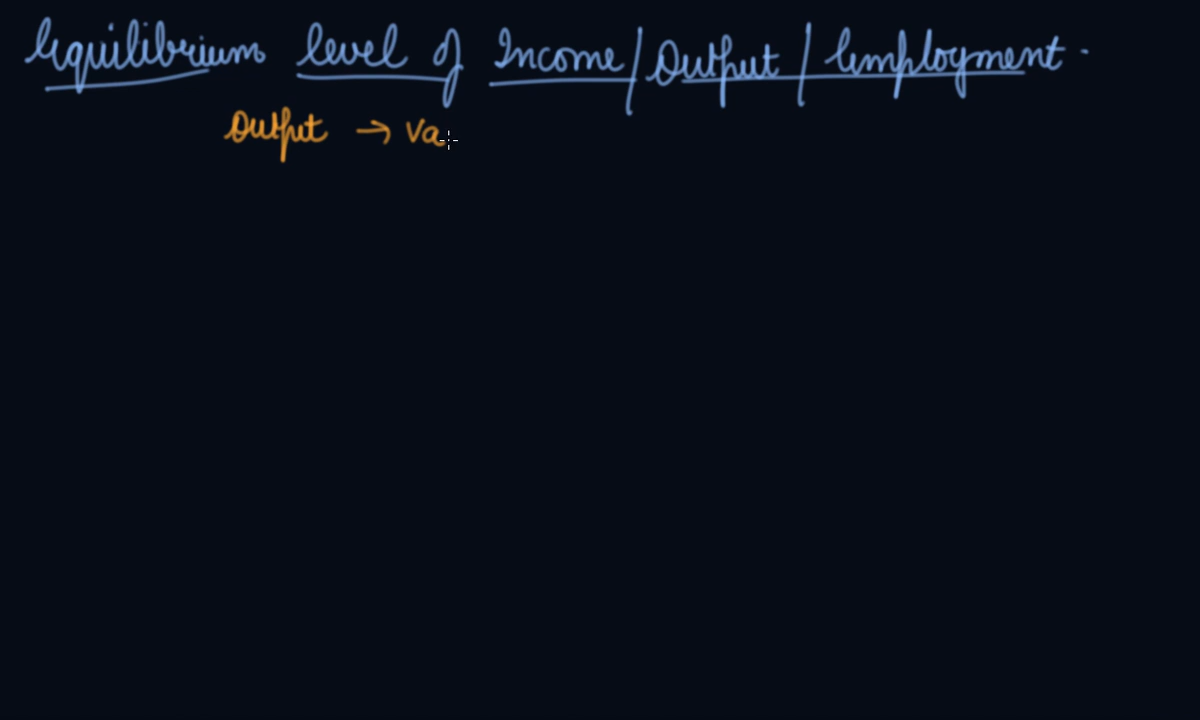 Equilibrium level of Income/Output/Employment.
Output → Va